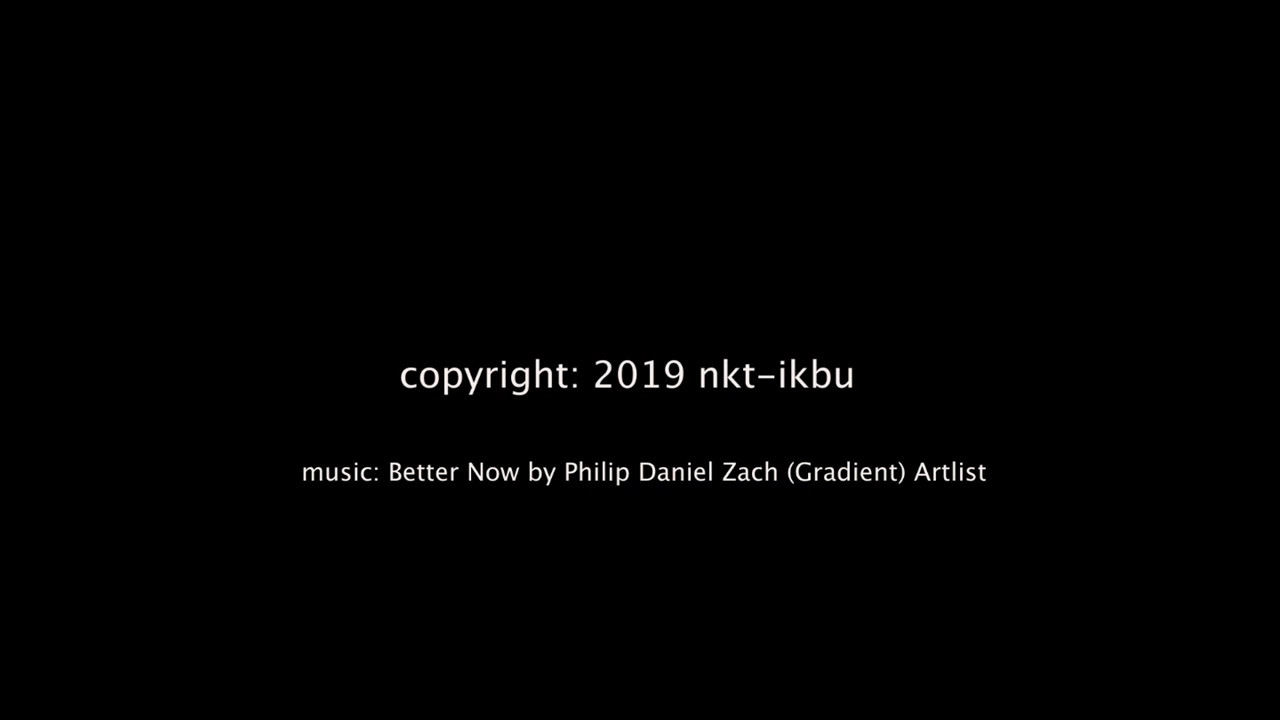 copyright: 2019 nkt-ikbu
music: Better Now by Philip Daniel Zach (Gradient) Artlist